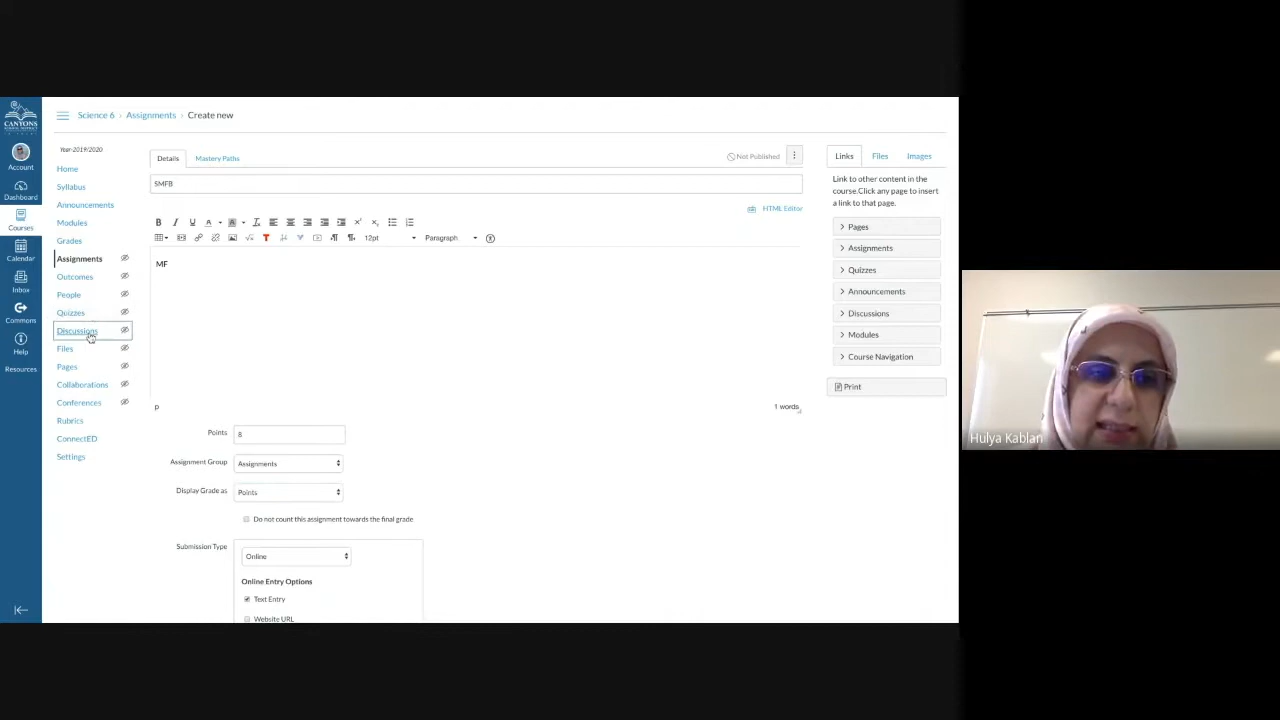 CANYONS
Account
Dashboard
Courses
Calendar
Inbox
Commons
Help
Resources
Science 6 › Assignments › Create new
Year-2019/2020
Home
Syllabus
Announcements
Modules
Grades
Assignments
Outcomes
People
Quizzes
Discussions
Files
Pages
Collaborations
Conferences
Rubrics
ConnectED
Settings
Details
Mastery Paths
Not Published
SMFB
HTML Editor
12pt
Paragraph
MF
p
1 words
Points
8
Assignment Group
Assignments
Display Grade as
Points
Do not count this assignment towards the final grade
Submission Type
Online
Online Entry Options
Text Entry
Website URL
Links
Files
Images
Link to other content in the
course.Click any page to insert
a link to that page.
Pages
Assignments
Quizzes
Announcements
Discussions
Modules
Course Navigation
Print
Hulya Kablan